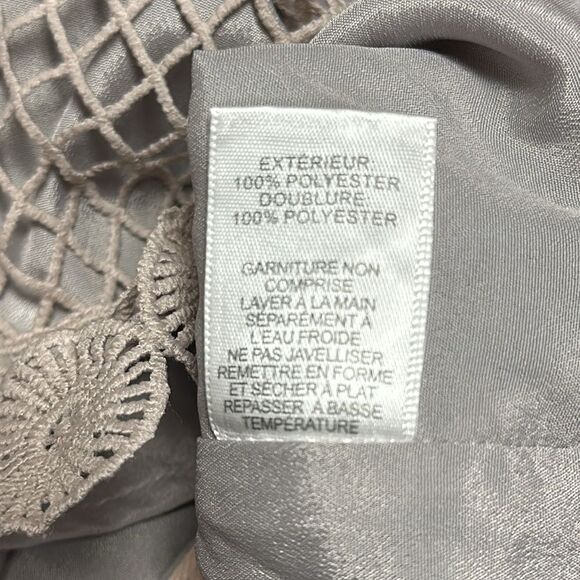 EXTÉRIEUR
100% POLYESTER
DOUBLURE
100% POLYESTER
GARNITURE NON
COMPRISE
LAVER À LA MAIN
SÉPARÉMENT À
L'EAU FROIDE
NE PAS JAVELLISER
REMETTRE EN FORME
ET SÉCHER À PLAT
REPASSER À BASSE
TEMPÉRATURE